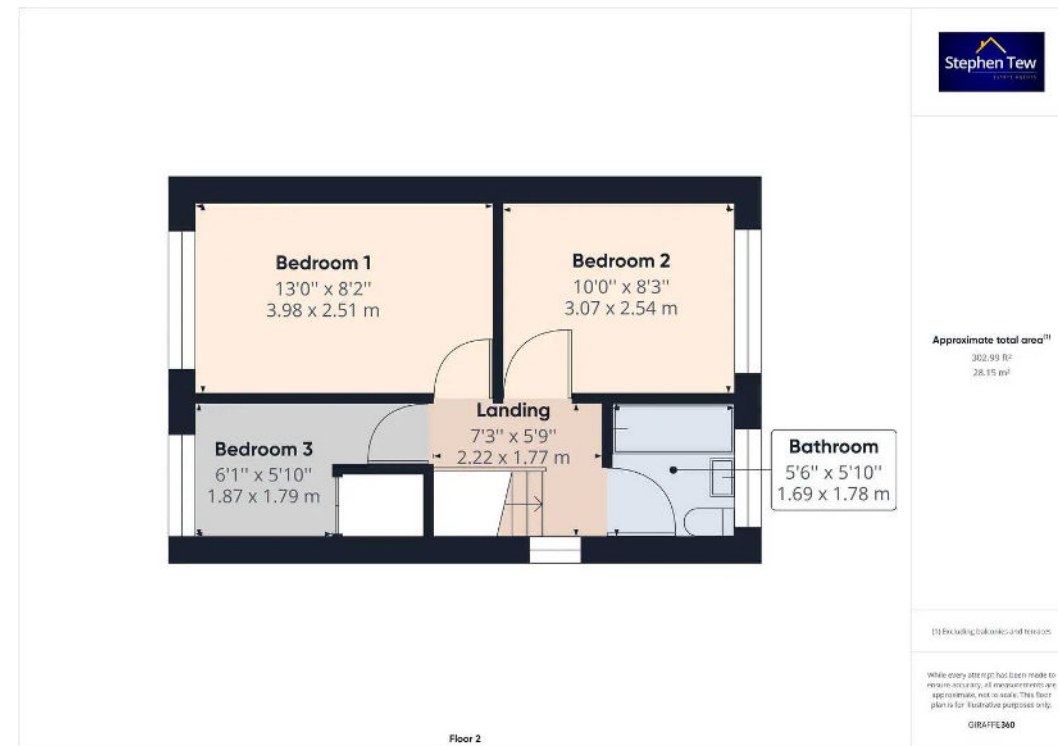 Stephen Tew
ESTATE AGENTS
Bedroom 1
13'0" x 8'2"
3.98 x 2.51 m
Bedroom 2
10'0" x 8'3"
3.07 x 2.54 m
Landing
7'3" x 5'9"
2.22 x 1.77 m
Bedroom 3
6'1" x 5'10"
1.87 x 1.79 m
Bathroom
5'6" x 5'10"
1.69 x 1.78 m
Floor 2
Approximate total area(1)
302.99 ft²
28.15 m²
(1) Excluding balconies and terraces
While every attempt has been made to
ensure accuracy, all measurements are
approximate, not to scale. This floor
plan is for illustrative purposes only.
GIRAFFE360